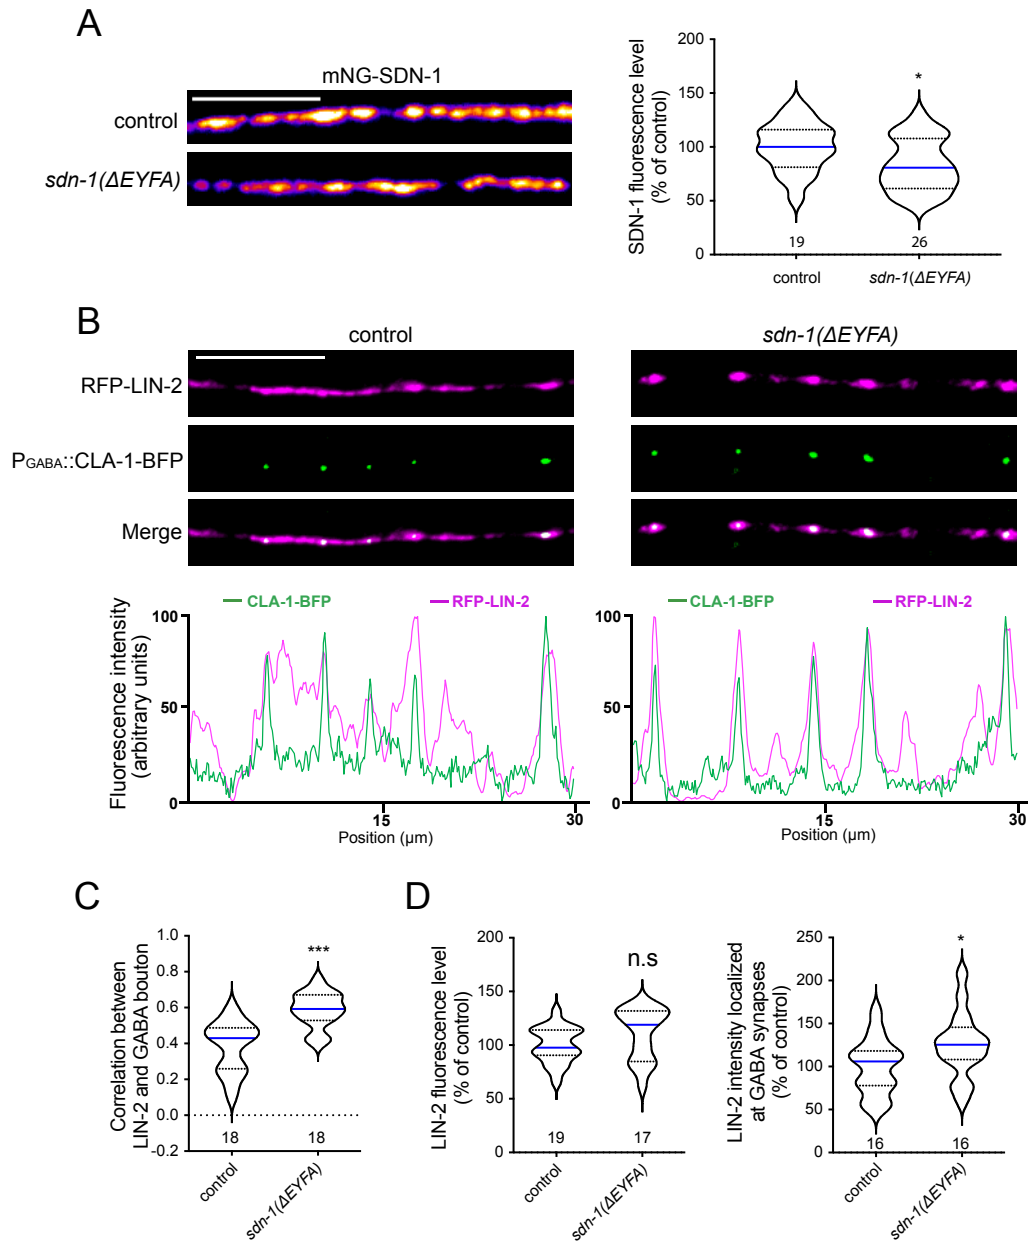 A
mNG-SDN-1
control
sdn-1(ΔEYFA)
SDN-1 fluorescence level
(% of control)
200
150
100
50
0
*
19
26
control
sdn-1(ΔEYFA)
B
control
sdn-1(ΔEYFA)
RFP-LIN-2
PGABA::CLA-1-BFP
Merge
CLA-1-BFP
RFP-LIN-2
CLA-1-BFP
RFP-LIN-2
Fluorescence intensity
(arbitrary units)
100
50
0
15
30
Position (µm)
100
50
0
15
30
Position (µm)
C
Correlation between
LIN-2 and GABA bouton
1.0
0.8
0.6
0.4
0.2
0.0
-0.2
***
18
18
control
sdn-1(ΔEYFA)
D
LIN-2 fluorescence level
(% of control)
200
150
100
50
0
n.s
19
17
control
sdn-1(ΔEYFA)
LIN-2 intensity localized
at GABA synapses
(% of control)
250
200
150
100
50
0
*
16
16
control
sdn-1(ΔEYFA)